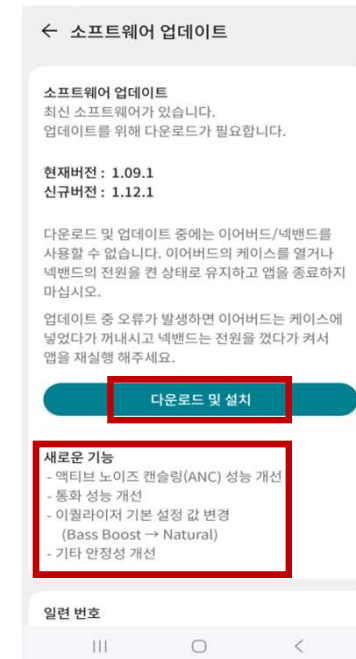 ← 소프트웨어 업데이트
소프트웨어 업데이트
최신 소프트웨어가 있습니다.
업데이트를 위해 다운로드가 필요합니다.
현재버전 : 1.09.1
신규버전 : 1.12.1
다운로드 및 업데이트 중에는 이어버드/넥밴드를
사용할 수 없습니다. 이어버드의 케이스를 열거나
넥밴드의 전원을 켠 상태로 유지하고 앱을 종료하지
마십시오.
업데이트 중 오류가 발생하면 이어버드는 케이스에
넣었다가 꺼내시고 넥밴드는 전원을 껐다가 켜서
앱을 재실행 해주세요.
다운로드 및 설치
새로운 기능
- 액티브 노이즈 캔슬링(ANC) 성능 개선
- 통화 성능 개선
- 이퀄라이저 기본 설정 값 변경
(Bass Boost → Natural)
- 기타 안정성 개선
일련 번호